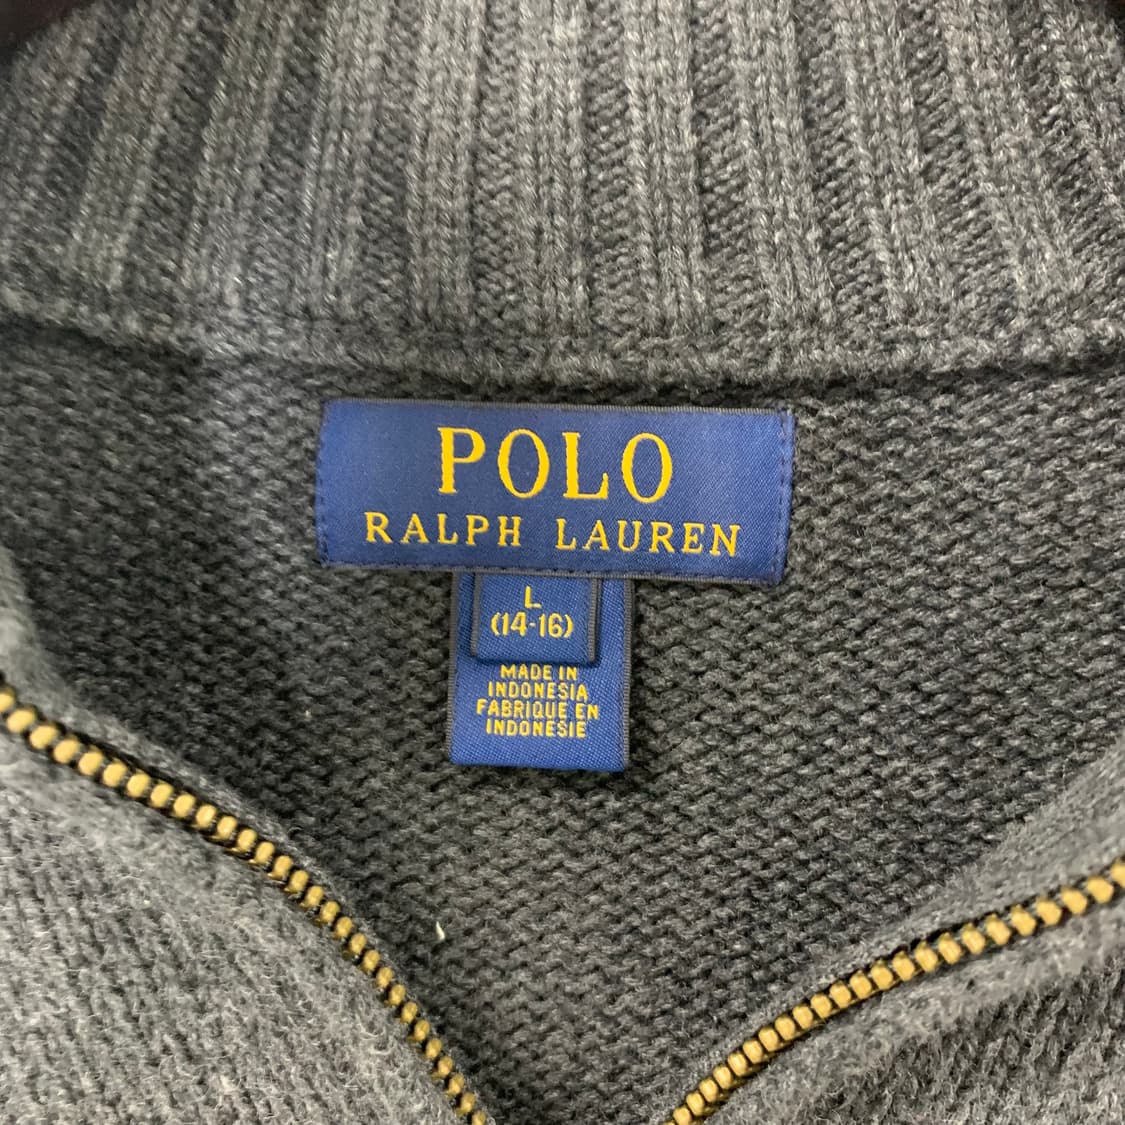 POLO
RALPH LAUREN
L
(14-16)
MADE IN
INDONESIA
FABRIQUE EN
INDONESIE